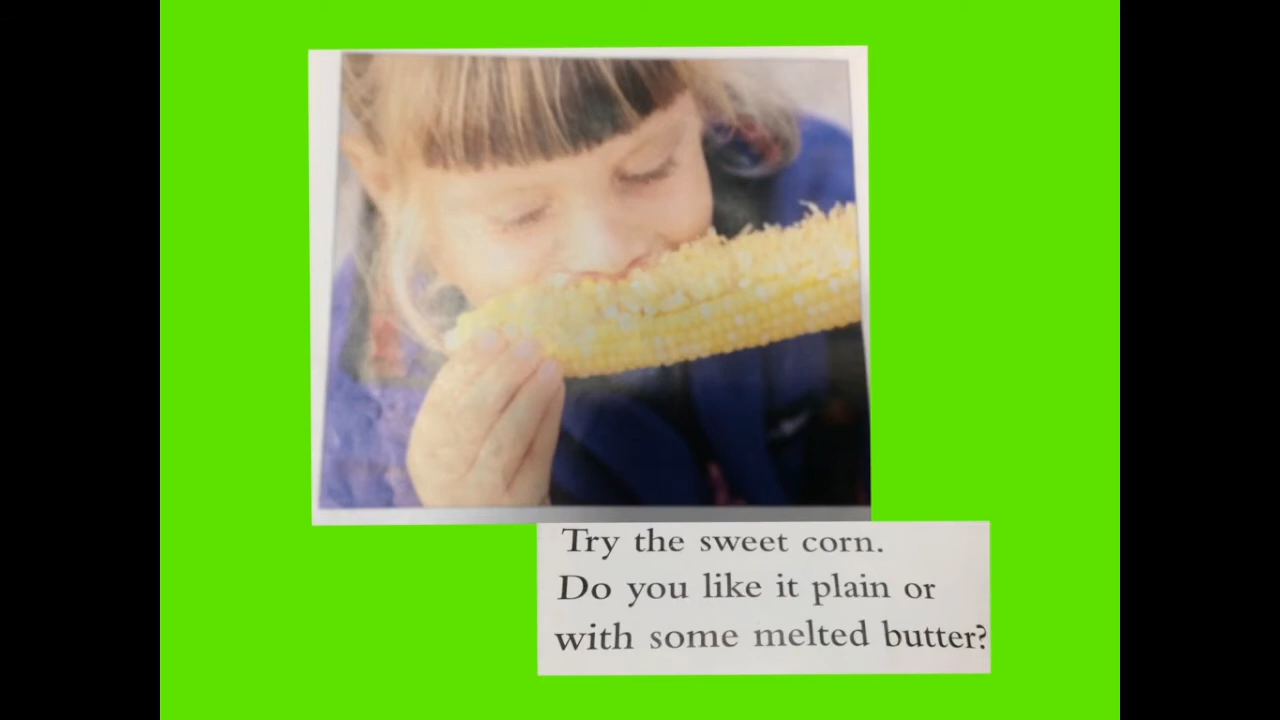 Try the sweet corn.
Do you like it plain or
with some melted butter?